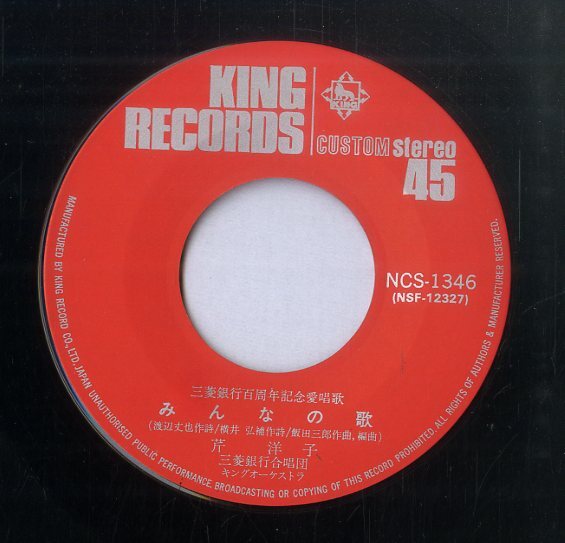 KING
RECORDS
KING
CUSTOM stereo
45
NCS-1346
(NSF-12327)
三菱銀行百周年記念愛唱歌
みんなの歌
(渡辺丈也作詩/横井 弘補作詩/飯田三郎作曲,編曲)
芹 洋子
三菱銀行合唱団
キングオーケストラ
MANUFACTURED BY KING RECORD CO., LTD. JAPAN UNAUTHORISED PUBLIC PERFORMANCE BROADCASTING OR COPYING OF THIS RECORD PROHIBITED ALL RIGHTS OF AUTHORS & MANUFACTURER RESERVED.